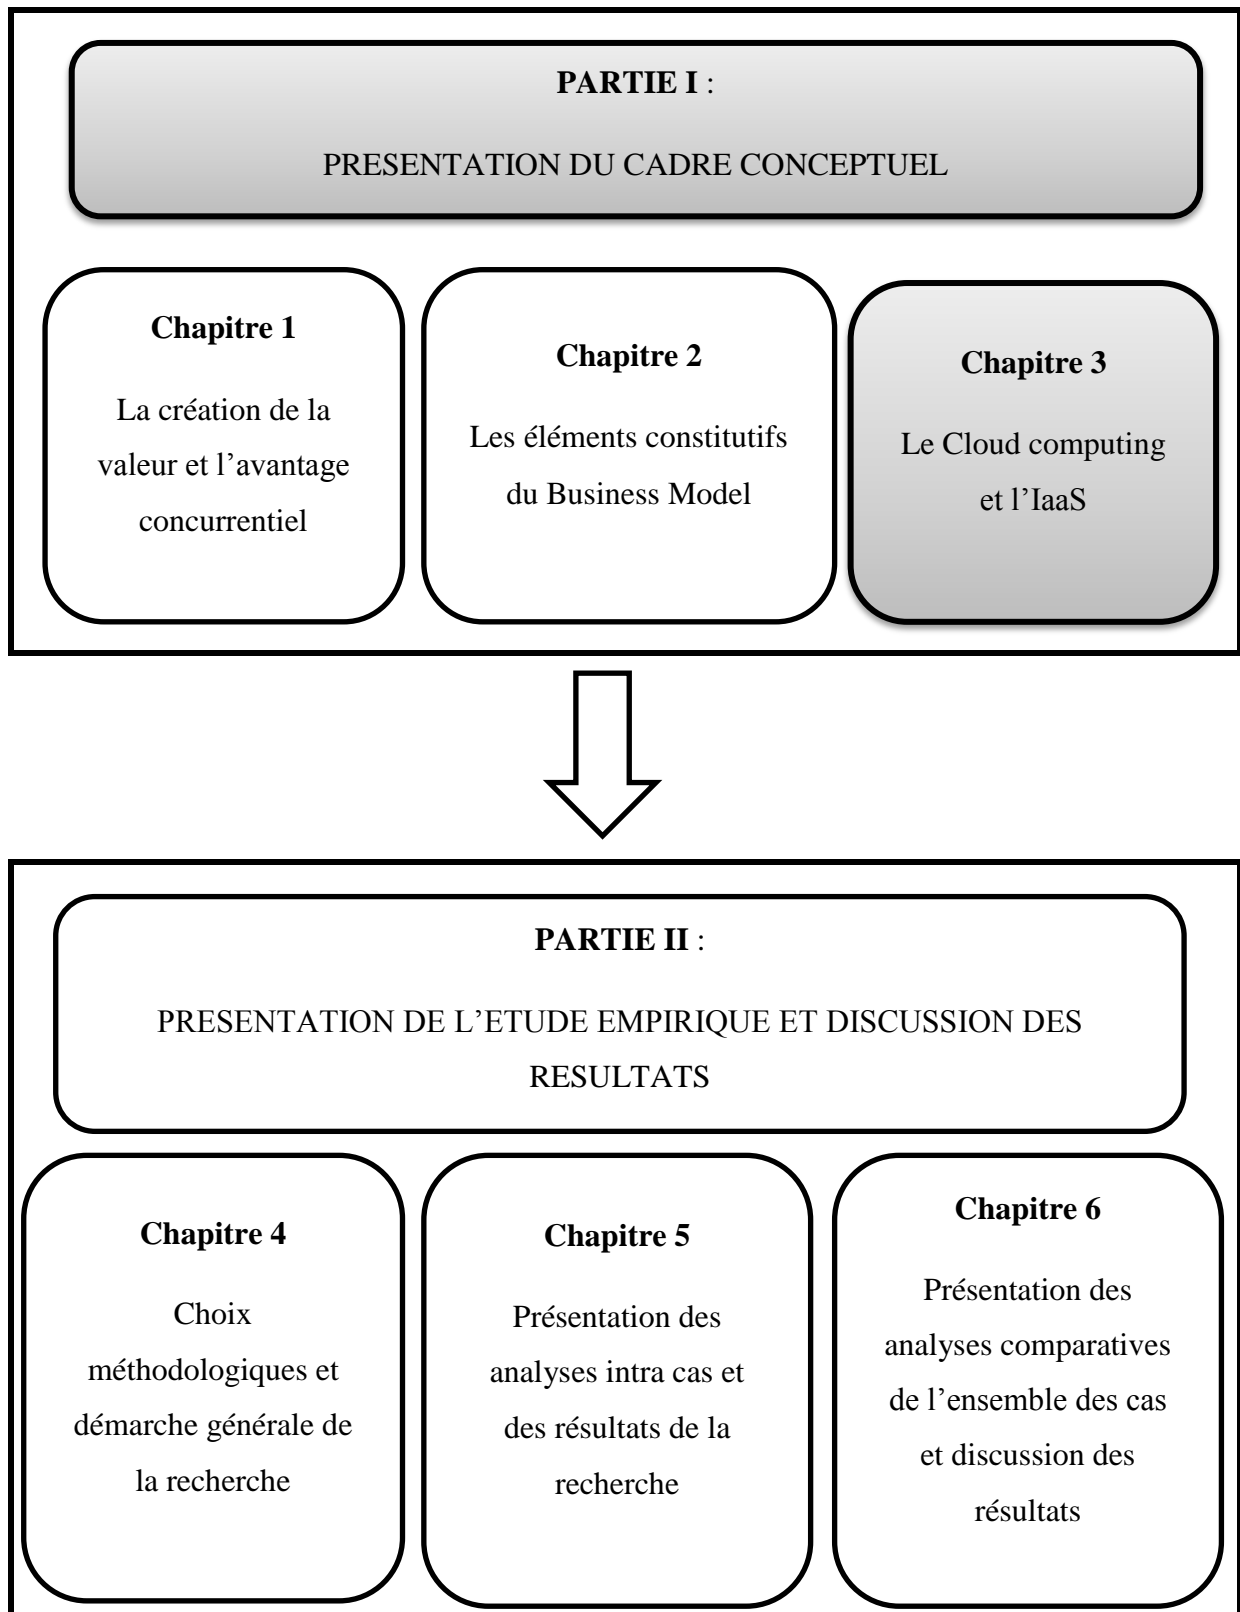 PARTIE I :
PRESENTATION DU CADRE CONCEPTUEL
Chapitre 1
La création de la
valeur et l’avantage
concurrentiel
Chapitre 2
Les éléments constitutifs
du Business Model
Chapitre 3
Le Cloud computing
et l’IaaS
PARTIE II :
PRESENTATION DE L’ETUDE EMPIRIQUE ET DISCUSSION DES
RESULTATS
Chapitre 4
Choix
méthodologiques et
démarche générale de
la recherche
Chapitre 5
Présentation des
analyses intra cas et
des résultats de la
recherche
Chapitre 6
Présentation des
analyses comparatives
de l’ensemble des cas
et discussion des
résultats